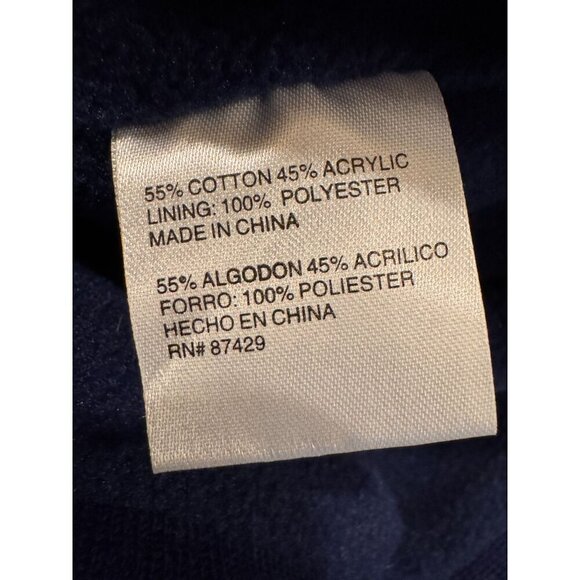 55% COTTON 45% ACRYLIC
LINING: 100% POLYESTER
MADE IN CHINA
55% ALGODON 45% ACRILICO
FORRO: 100% POLIESTER
HECHO EN CHINA
RN# 87429